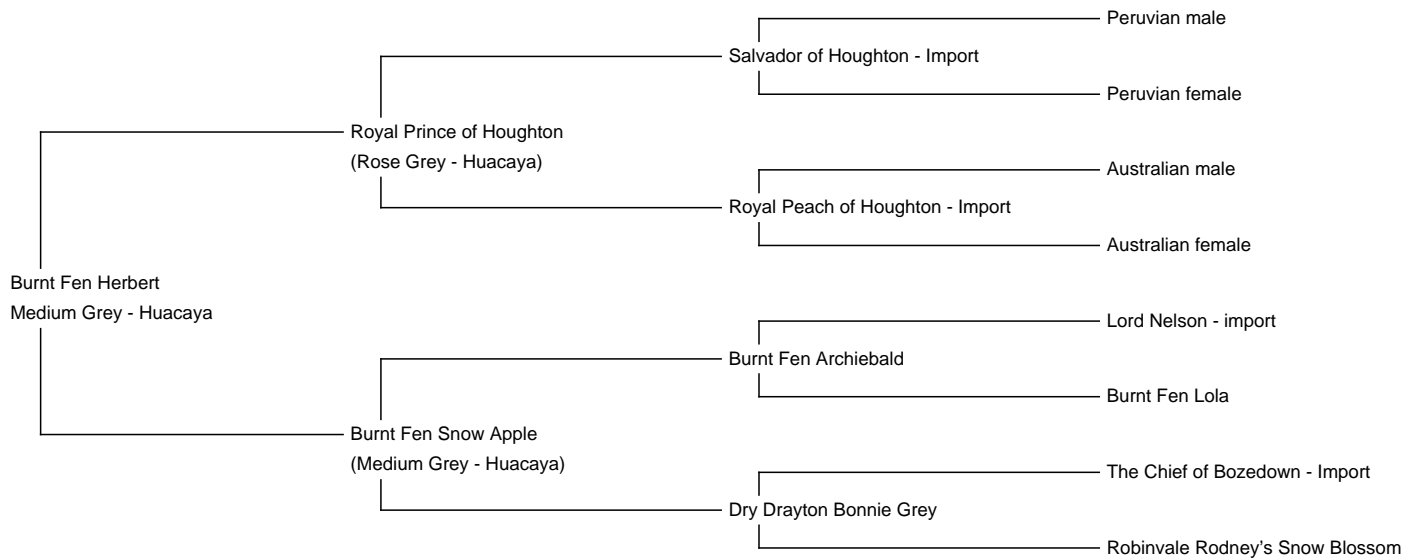 Peruvian male
Salvador of Houghton - Import
Peruvian female
Royal Prince of Houghton
(Rose Grey - Huacaya)
Australian male
Royal Peach of Houghton - Import
Australian female
Burnt Fen Herbert
Medium Grey - Huacaya
Lord Nelson - import
Burnt Fen Archiebald
Burnt Fen Lola
Burnt Fen Snow Apple
(Medium Grey - Huacaya)
The Chief of Bozedown - Import
Dry Drayton Bonnie Grey
Robinvale Rodney's Snow Blossom